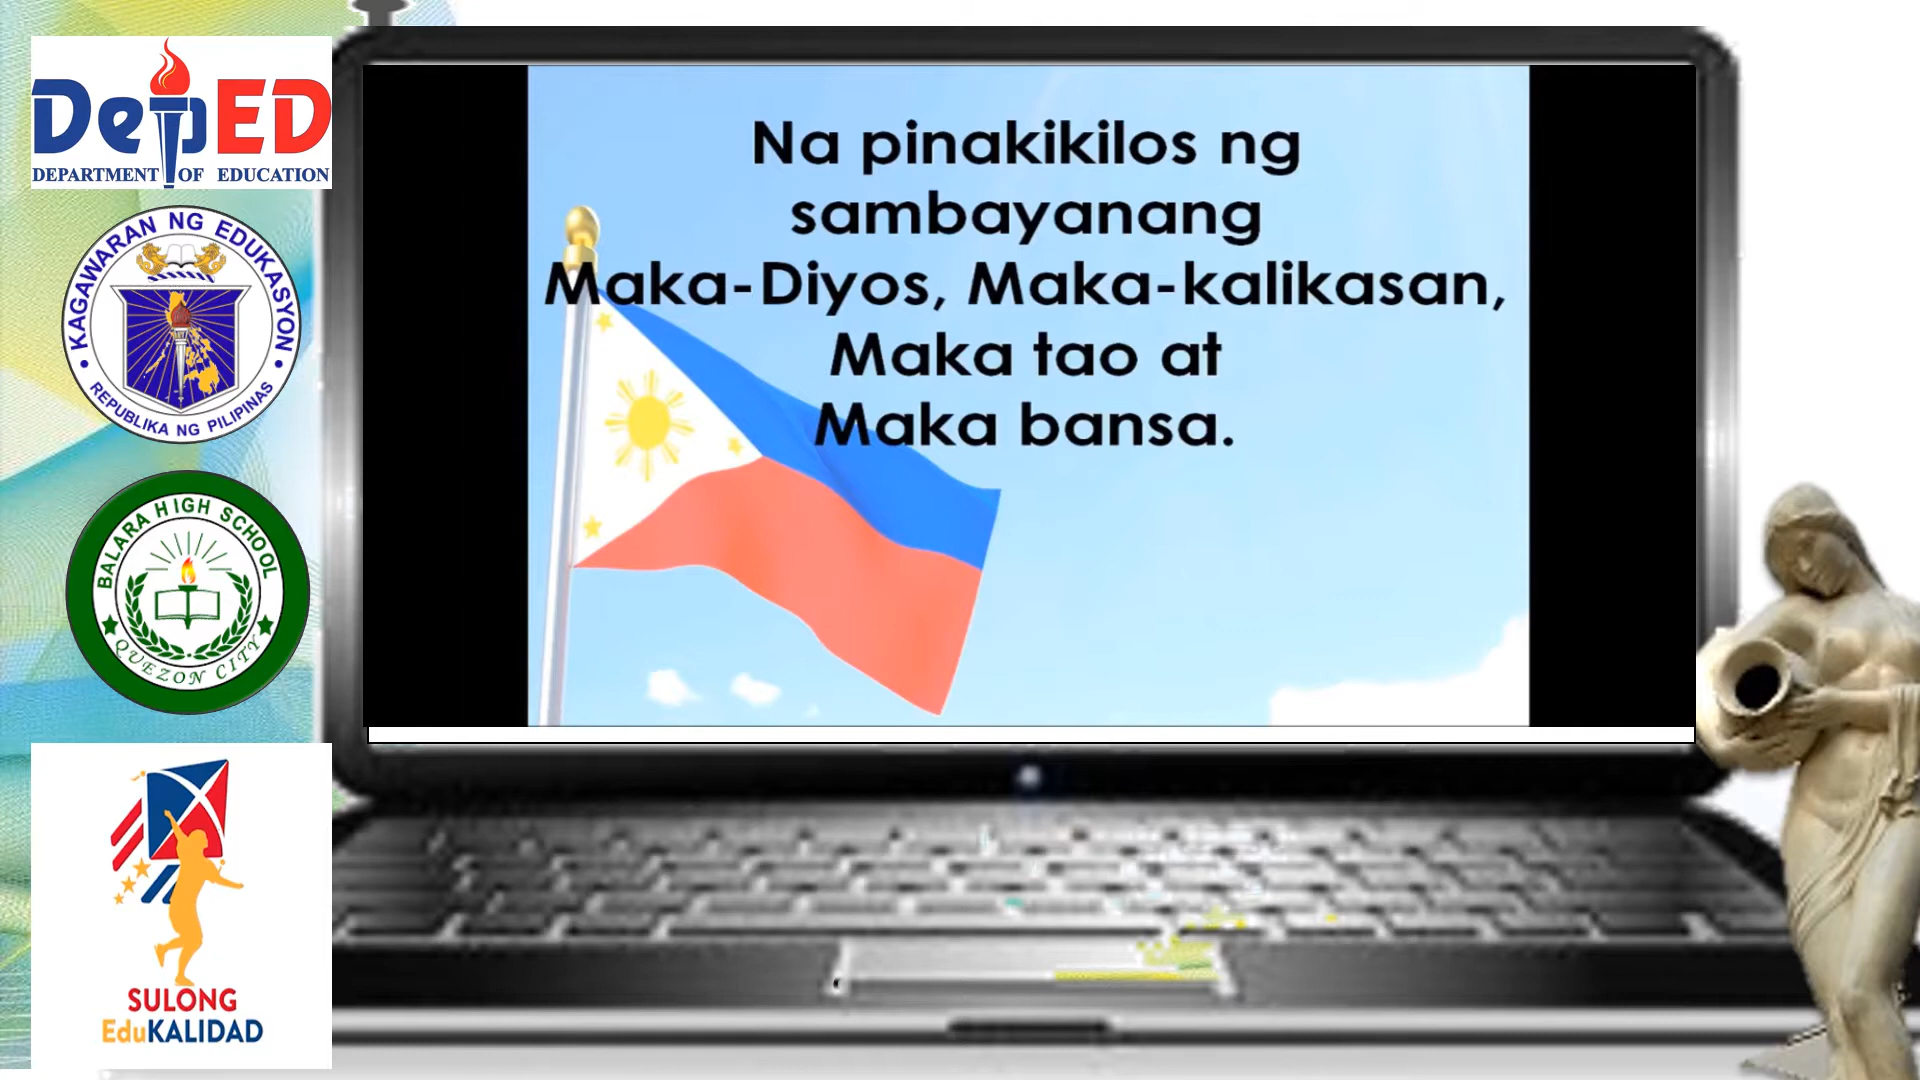 DepED
DEPARTMENT OF EDUCATION
KAGAWARAN NG EDUKASYON
REPUBLIKA NG PILIPINAS
BALARA HIGH SCHOOL
QUEZON CITY
SULONG
EduKALIDAD
Na pinakikilos ng
sambayanang
Maka-Diyos, Maka-kalikasan,
Maka tao at
Maka bansa.